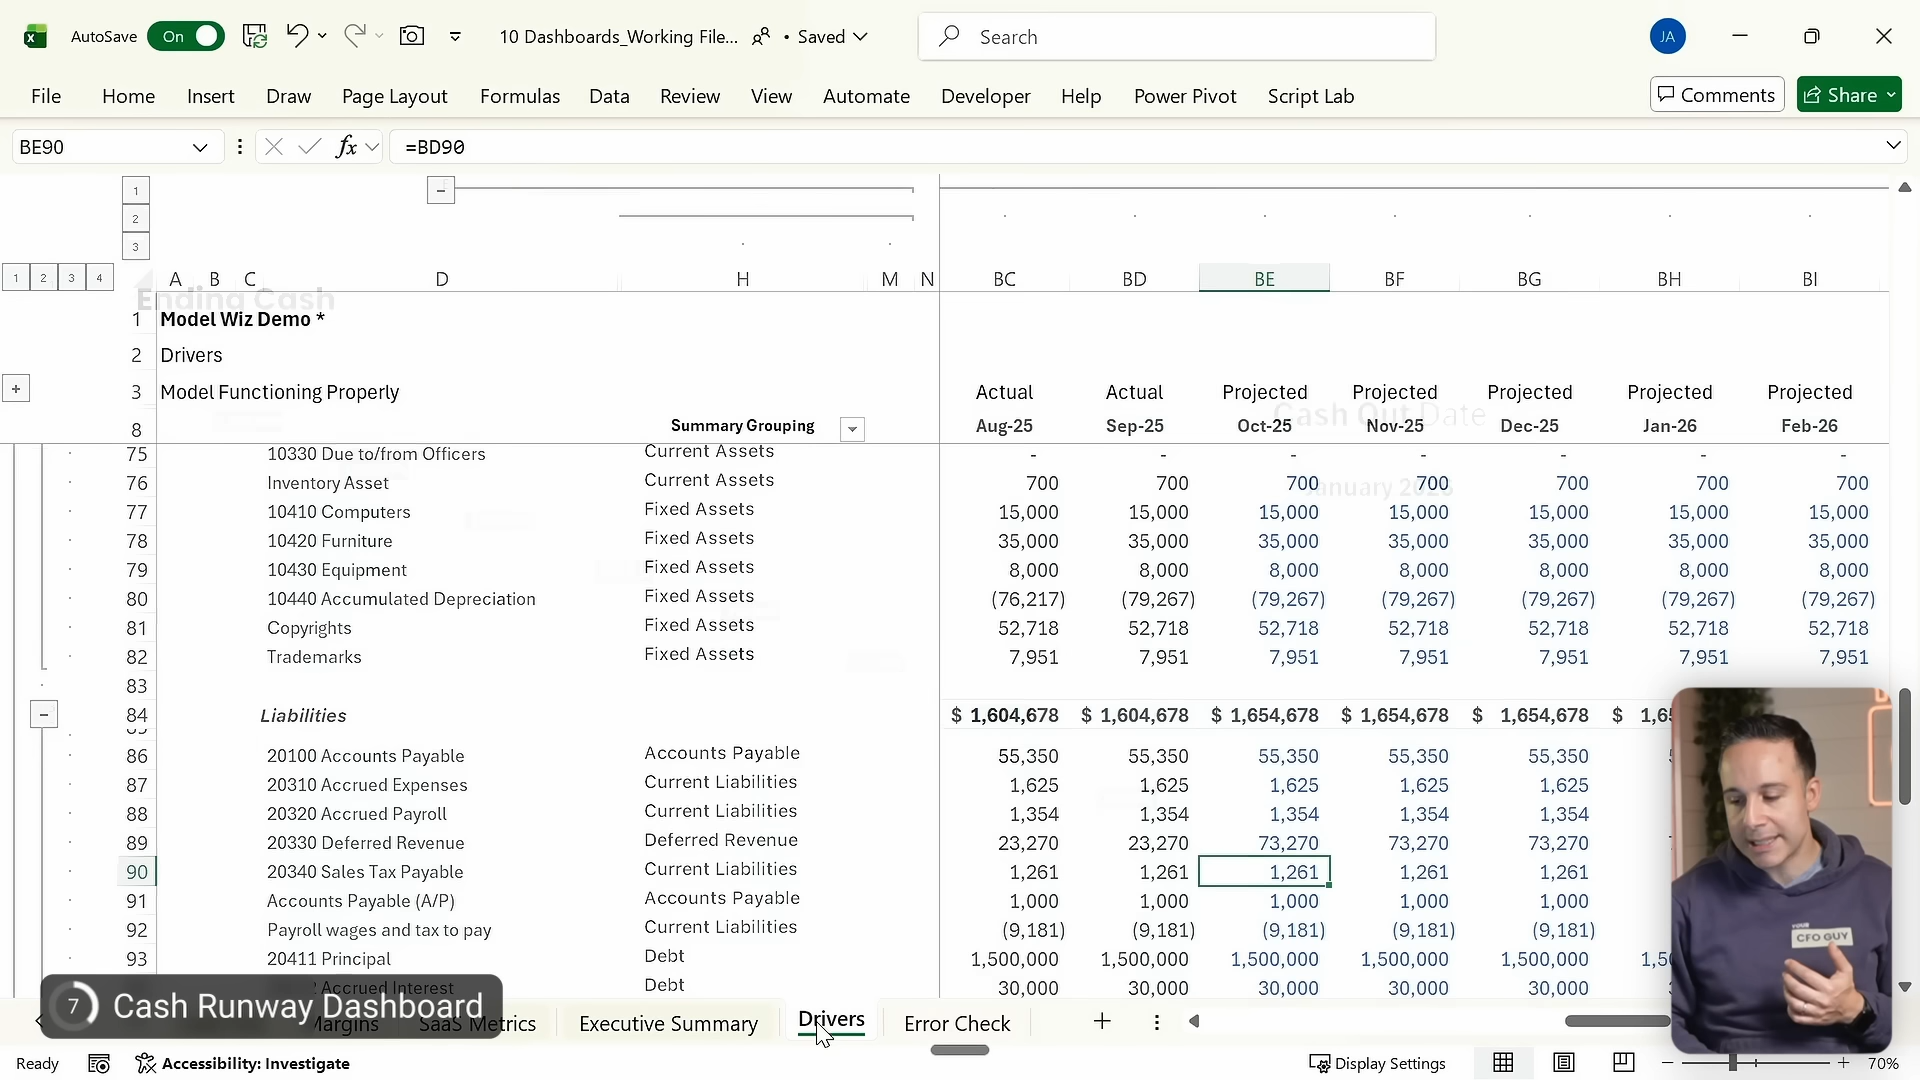 AutoSave On 10 Dashboards_Working File... • Saved Search JA
File Home Insert Draw Page Layout Formulas Data Review View Automate Developer Help Power Pivot Script Lab Comments Share
BE90 fx =BD90
1
2
3
1 2 3 4 A B C D H M N BC BD BE BF BG BH BI
Ending Cash
1 Model Wiz Demo *
2 Drivers
3 Model Functioning Properly Actual Actual Projected Projected Projected Projected Projected
Cash Out Date
8 Summary Grouping Aug-25 Sep-25 Oct-25 Nov-25 Dec-25 Jan-26 Feb-26
75 10330 Due to/from Officers Current Assets - - - - - - -
76 Inventory Asset Current Assets 700 700 700 700 700 700 700
77 10410 Computers Fixed Assets 15,000 15,000 15,000 15,000 15,000 15,000 15,000
78 10420 Furniture Fixed Assets 35,000 35,000 35,000 35,000 35,000 35,000 35,000
79 10430 Equipment Fixed Assets 8,000 8,000 8,000 8,000 8,000 8,000 8,000
80 10440 Accumulated Depreciation Fixed Assets (76,217) (79,267) (79,267) (79,267) (79,267) (79,267) (79,267)
81 Copyrights Fixed Assets 52,718 52,718 52,718 52,718 52,718 52,718 52,718
82 Trademarks Fixed Assets 7,951 7,951 7,951 7,951 7,951 7,951 7,951
83
84 Liabilities $ 1,604,678 $ 1,604,678 $ 1,654,678 $ 1,654,678 $ 1,654,678 $
86 20100 Accounts Payable Accounts Payable 55,350 55,350 55,350 55,350 55,350
87 20310 Accrued Expenses Current Liabilities 1,625 1,625 1,625 1,625 1,625
88 20320 Accrued Payroll Current Liabilities 1,354 1,354 1,354 1,354 1,354
89 20330 Deferred Revenue Deferred Revenue 23,270 23,270 73,270 73,270 73,270
90 20340 Sales Tax Payable Current Liabilities 1,261 1,261 1,261 1,261 1,261
91 Accounts Payable (A/P) Accounts Payable 1,000 1,000 1,000 1,000 1,000
92 Payroll wages and tax to pay Current Liabilities (9,181) (9,181) (9,181) (9,181) (9,181)
93 20411 Principal Debt 1,500,000 1,500,000 1,500,000 1,500,000 1,500,000
Accrued Interest Debt 30,000 30,000 30,000 30,000 30,000
YOUR
CFO GUY
7 Cash Runway Dashboard
Margins SaaS Metrics Executive Summary Drivers Error Check
Ready Accessibility: Investigate Display Settings 70%